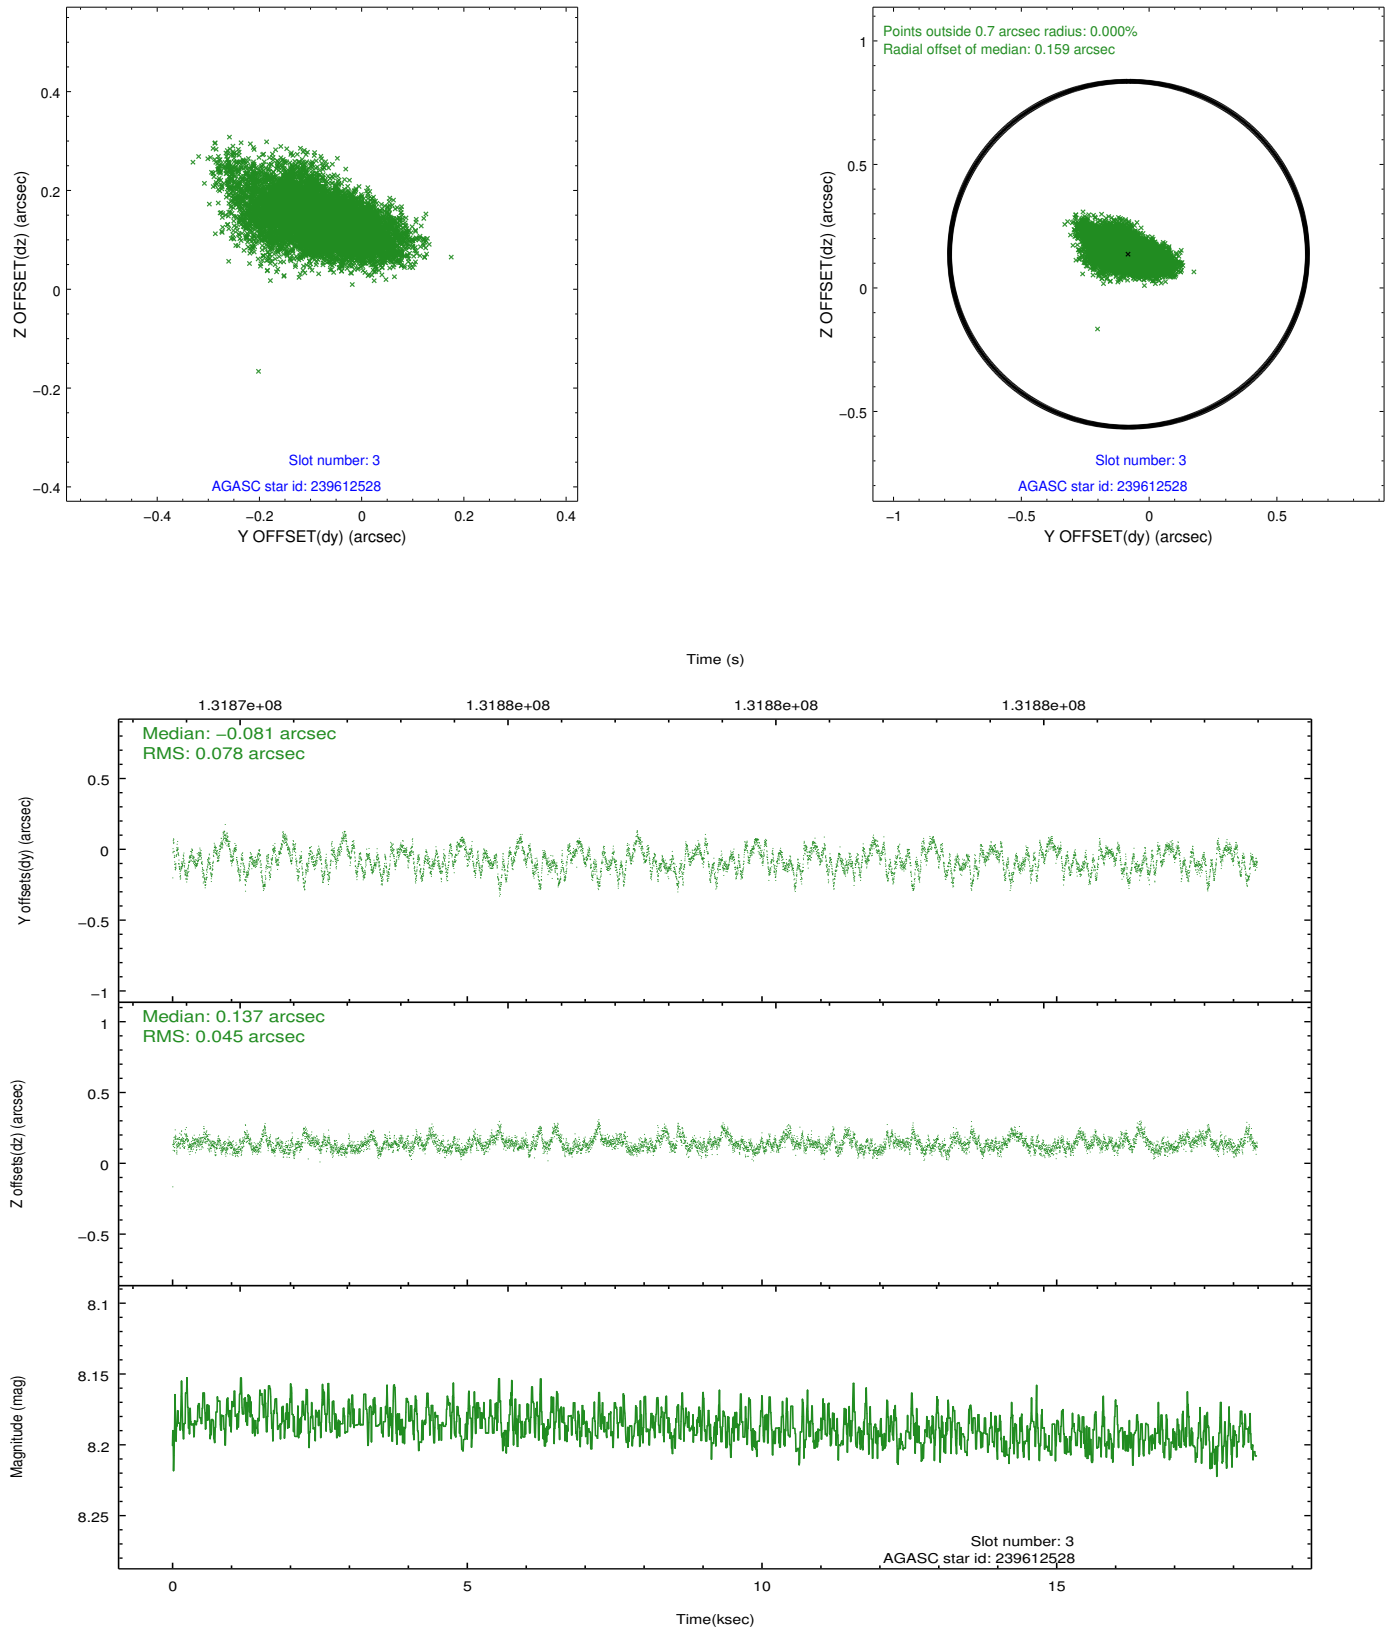 0.4
0.2
0
−0.2
−0.4
Z OFFSET(dz) (arcsec)
Slot number: 3
AGASC star id: 239612528
−0.4
−0.2
0
0.2
0.4
Y OFFSET(dy) (arcsec)
Points outside 0.7 arcsec radius: 0.000%
Radial offset of median: 0.159 arcsec
1
0.5
0
−0.5
Z OFFSET(dz) (arcsec)
Slot number: 3
AGASC star id: 239612528
−1
−0.5
0
0.5
Y OFFSET(dy) (arcsec)
Time (s)
1.3187e+08
1.3188e+08
1.3188e+08
1.3188e+08
Median: −0.081 arcsec
RMS: 0.078 arcsec
0.5
0
−0.5
−1
Y offsets(dy) (arcsec)
Median: 0.137 arcsec
RMS: 0.045 arcsec
1
0.5
0
−0.5
Z offsets(dz) (arcsec)
8.1
8.15
8.2
8.25
Magnitude (mag)
Slot number: 3
AGASC star id: 239612528
0
5
10
15
Time(ksec)